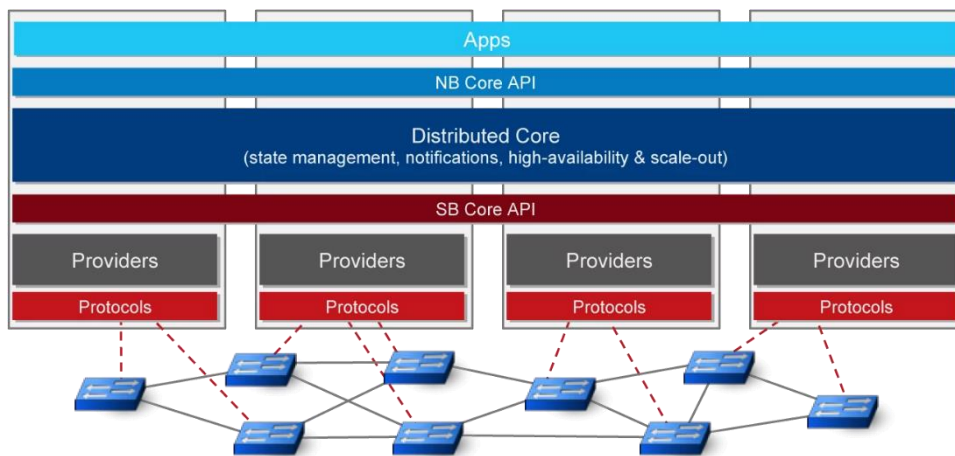 Apps
NB Core API
Distributed Core
(state management, notifications, high-availability & scale-out)
SB Core API
Providers
Providers
Providers
Providers
Protocols
Protocols
Protocols
Protocols